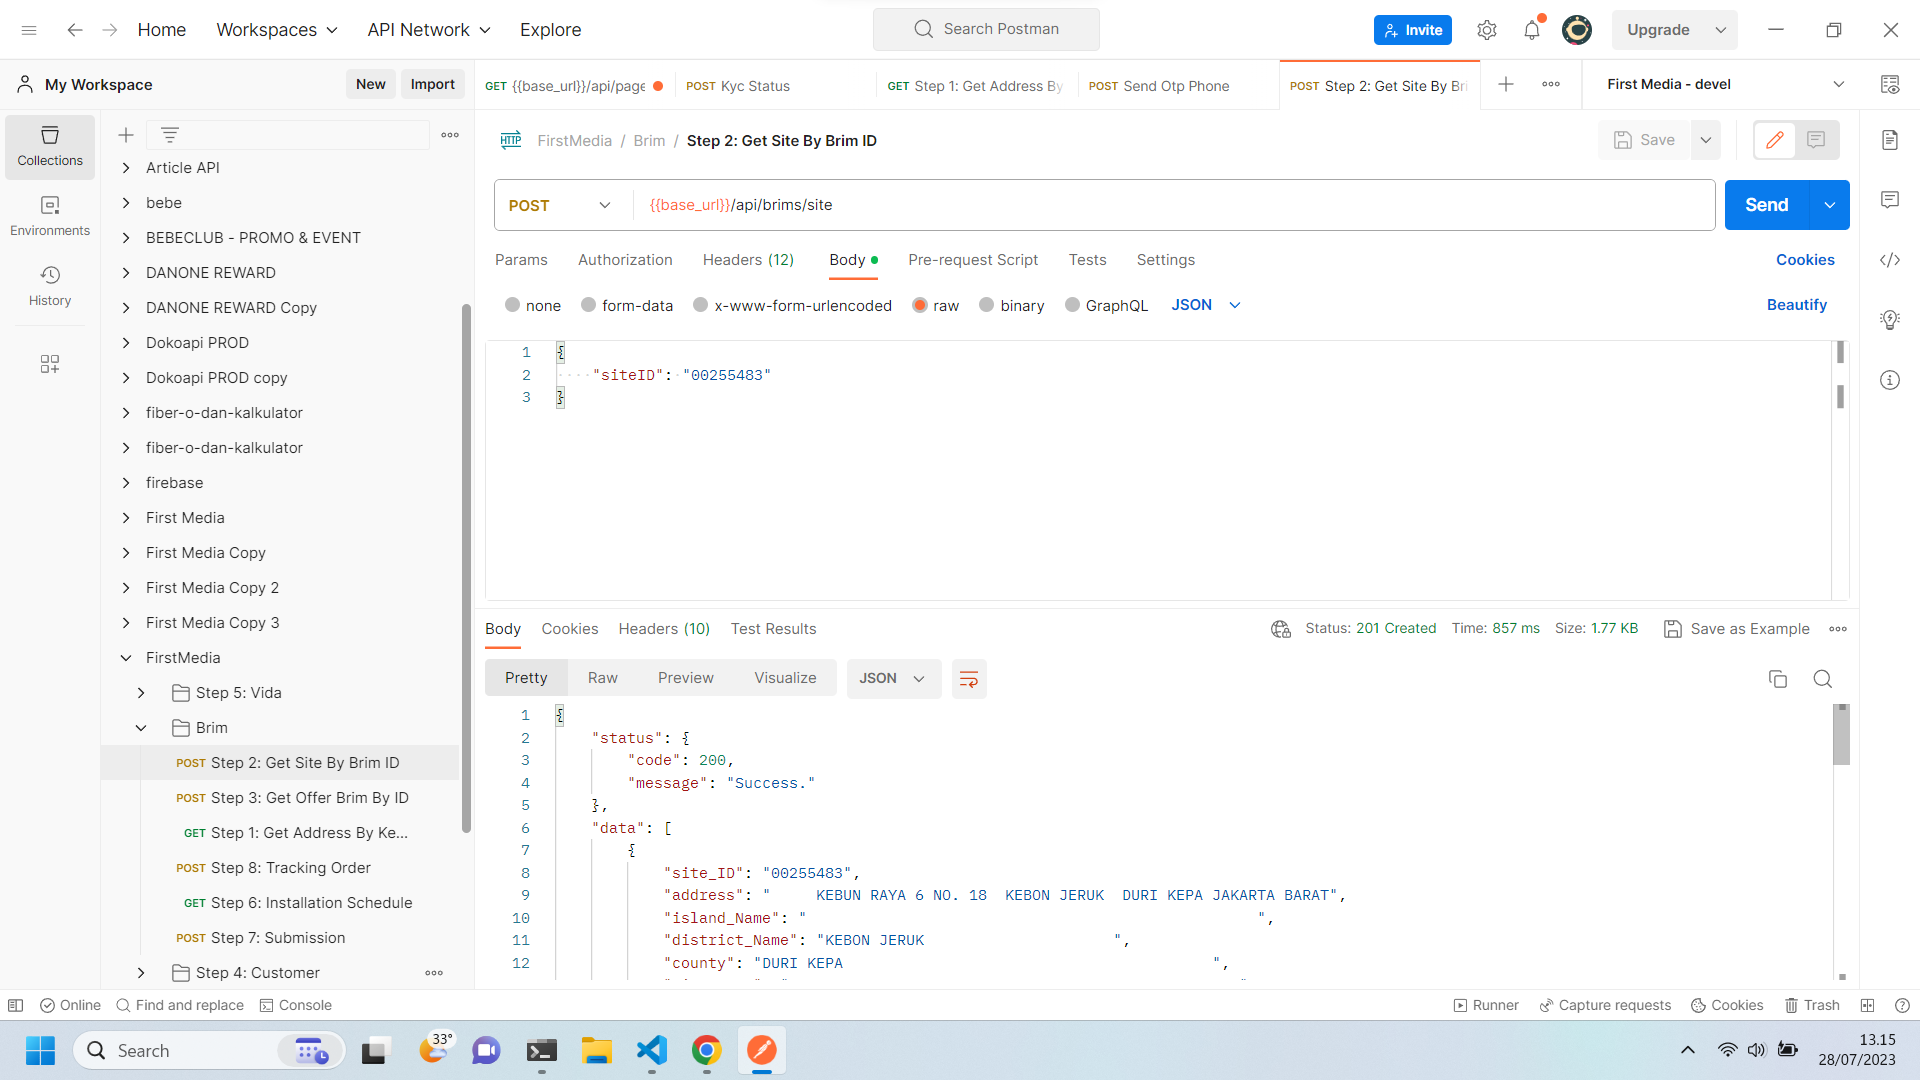 Home
Workspaces
API Network
Explore
Search Postman
Invite
Upgrade
My Workspace
New
Import
GET {{base_url}}/api/page
POST Kyc Status
GET Step 1: Get Address By
POST Send Otp Phone
POST Step 2: Get Site By Bri
First Media - devel
Collections
Environments
History
Article API
bebe
BEBECLUB - PROMO & EVENT
DANONE REWARD
DANONE REWARD Copy
Dokoapi PROD
Dokoapi PROD copy
fiber-o-dan-kalkulator
fiber-o-dan-kalkulator
firebase
First Media
First Media Copy
First Media Copy 2
First Media Copy 3
FirstMedia
Step 5: Vida
Brim
POST Step 2: Get Site By Brim ID
POST Step 3: Get Offer Brim By ID
GET Step 1: Get Address By Ke...
POST Step 8: Tracking Order
GET Step 6: Installation Schedule
POST Step 7: Submission
Step 4: Customer
HTTP FirstMedia / Brim / Step 2: Get Site By Brim ID
Save
POST {{base_url}}/api/brims/site
Send
Params Authorization Headers (12) Body Pre-request Script Tests Settings Cookies
none form-data x-www-form-urlencoded raw binary GraphQL JSON Beautify
1 {
2 "siteID": "00255483"
3 }
Body Cookies Headers (10) Test Results Status: 201 Created Time: 857 ms Size: 1.77 KB Save as Example
Pretty Raw Preview Visualize JSON
1 {
2 "status": {
3 "code": 200,
4 "message": "Success."
5 },
6 "data": [
7 {
8 "site_ID": "00255483",
9 "address": " KEBUN RAYA 6 NO. 18 KEBON JERUK DURI KEPA JAKARTA BARAT",
10 "island_Name": " ",
11 "district_Name": "KEBON JERUK ",
12 "county": "DURI KEPA ",
Online Find and replace Console Runner Capture requests Cookies Trash
Search
33°
13.15
28/07/2023